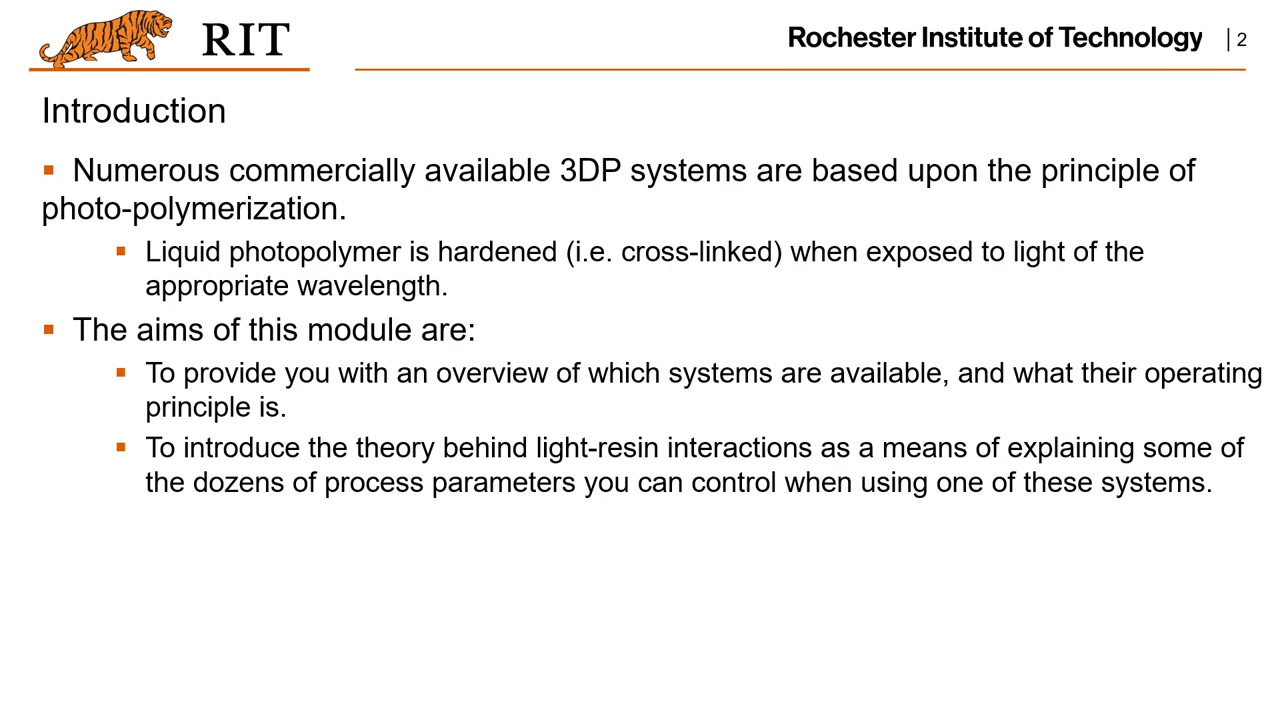 RIT
Rochester Institute of Technology | 2
Introduction
▪ Numerous commercially available 3DP systems are based upon the principle of
photo-polymerization.
▪ Liquid photopolymer is hardened (i.e. cross-linked) when exposed to light of the
appropriate wavelength.
▪ The aims of this module are:
▪ To provide you with an overview of which systems are available, and what their operating
principle is.
▪ To introduce the theory behind light-resin interactions as a means of explaining some of
the dozens of process parameters you can control when using one of these systems.